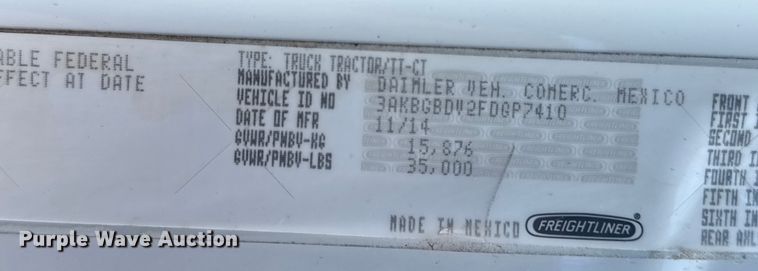 ABLE FEDERAL
FFECT AT DATE
TYPE: TRUCK TRACTOR/TT-CT
MANUFACTURED BY DAIMLER VEH. COMERC. MEXICO
VEHICLE ID NO 3AKBGBDV2FDGP7410
DATE OF MFR 11/14
GVWR/PNBV-KG 15,876
GVWR/PNBV-LBS 35,000
FRONT
FIRST I
SECOND
THIRD I
FOURTH I
FIFTH IN
SIXTH IN
REAR AXL
MADE IN MEXICO FREIGHTLINER
Purple Wave Auction